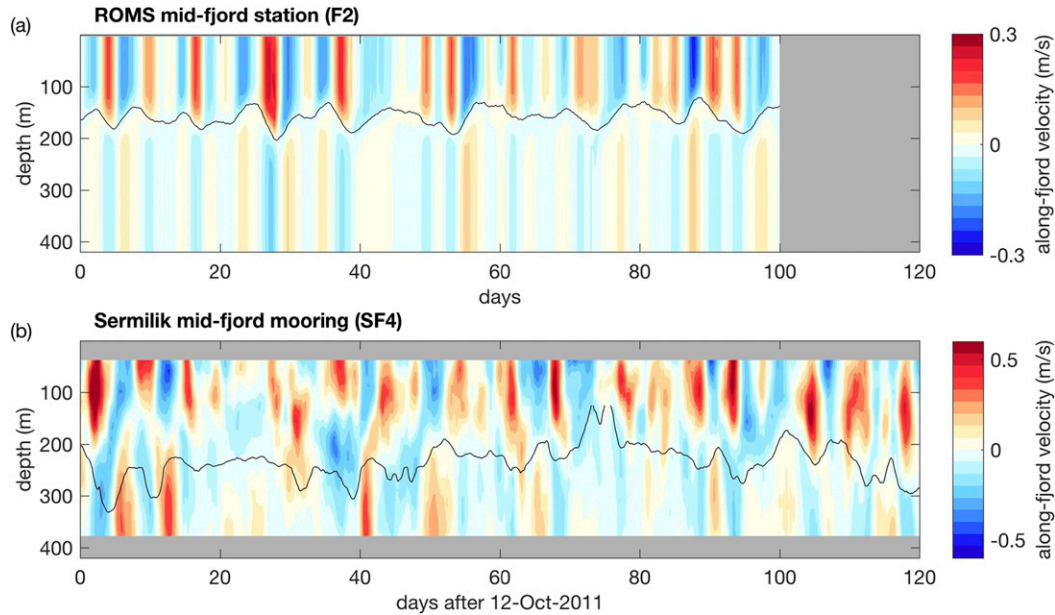 (a)
ROMS mid-fjord station (F2)
100
200
300
400
depth (m)
0
20
40
60
80
100
120
days
0.3
0
-0.3
along-fjord velocity (m/s)
(b)
Sermilik mid-fjord mooring (SF4)
100
200
300
400
depth (m)
0
20
40
60
80
100
120
days after 12-Oct-2011
0.5
0
-0.5
along-fjord velocity (m/s)